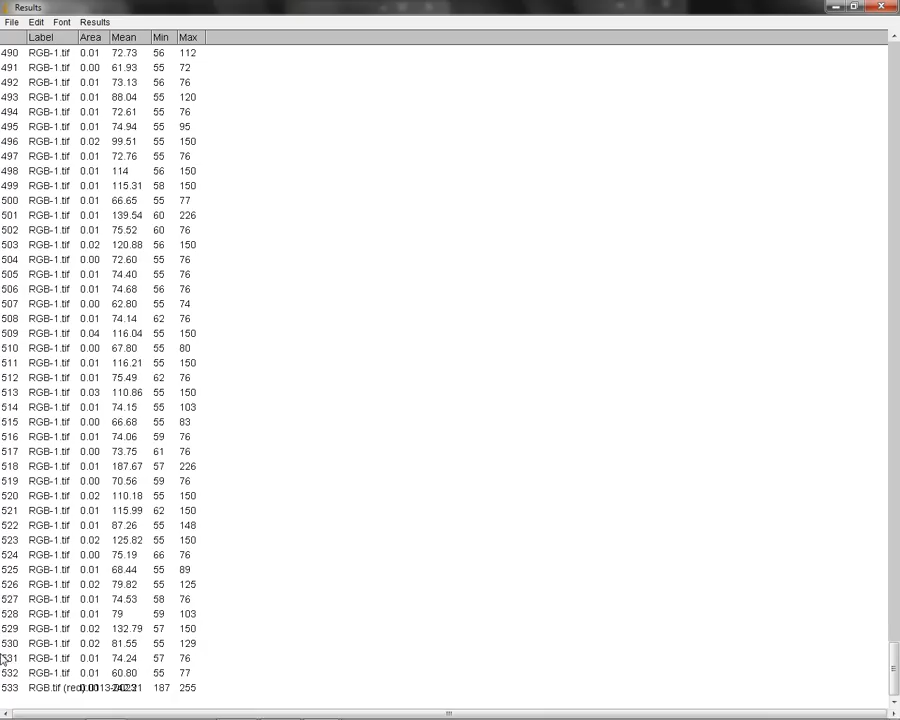 Results
File Edit Font Results
Label Area Mean Min Max
490 RGB-1.tif 0.01 72.73 56 112
491 RGB-1.tif 0.00 61.93 55 72
492 RGB-1.tif 0.01 73.13 56 76
493 RGB-1.tif 0.01 88.04 55 120
494 RGB-1.tif 0.01 72.61 55 76
495 RGB-1.tif 0.01 74.94 55 95
496 RGB-1.tif 0.02 99.51 55 150
497 RGB-1.tif 0.01 72.76 55 76
498 RGB-1.tif 0.01 114 56 150
499 RGB-1.tif 0.01 115.31 58 150
500 RGB-1.tif 0.01 66.65 55 77
501 RGB-1.tif 0.01 139.54 60 226
502 RGB-1.tif 0.01 75.52 60 76
503 RGB-1.tif 0.02 120.88 56 150
504 RGB-1.tif 0.00 72.60 55 76
505 RGB-1.tif 0.01 74.40 55 76
506 RGB-1.tif 0.01 74.68 56 76
507 RGB-1.tif 0.00 62.80 55 74
508 RGB-1.tif 0.01 74.14 62 76
509 RGB-1.tif 0.04 116.04 55 150
510 RGB-1.tif 0.00 67.80 55 80
511 RGB-1.tif 0.01 116.21 55 150
512 RGB-1.tif 0.01 75.49 62 76
513 RGB-1.tif 0.03 110.86 55 150
514 RGB-1.tif 0.01 74.15 55 103
515 RGB-1.tif 0.00 66.68 55 83
516 RGB-1.tif 0.01 74.06 59 76
517 RGB-1.tif 0.00 73.75 61 76
518 RGB-1.tif 0.01 187.67 57 226
519 RGB-1.tif 0.00 70.56 59 76
520 RGB-1.tif 0.02 110.18 55 150
521 RGB-1.tif 0.01 115.99 62 150
522 RGB-1.tif 0.01 87.26 55 148
523 RGB-1.tif 0.02 125.82 55 150
524 RGB-1.tif 0.00 75.19 66 76
525 RGB-1.tif 0.01 68.44 55 89
526 RGB-1.tif 0.02 79.82 55 125
527 RGB-1.tif 0.01 74.53 58 76
528 RGB-1.tif 0.01 79 59 103
529 RGB-1.tif 0.02 132.79 57 150
530 RGB-1.tif 0.02 81.55 55 129
531 RGB-1.tif 0.01 74.24 57 76
532 RGB-1.tif 0.01 60.80 55 77
533 RGB.tif (red) 187 255